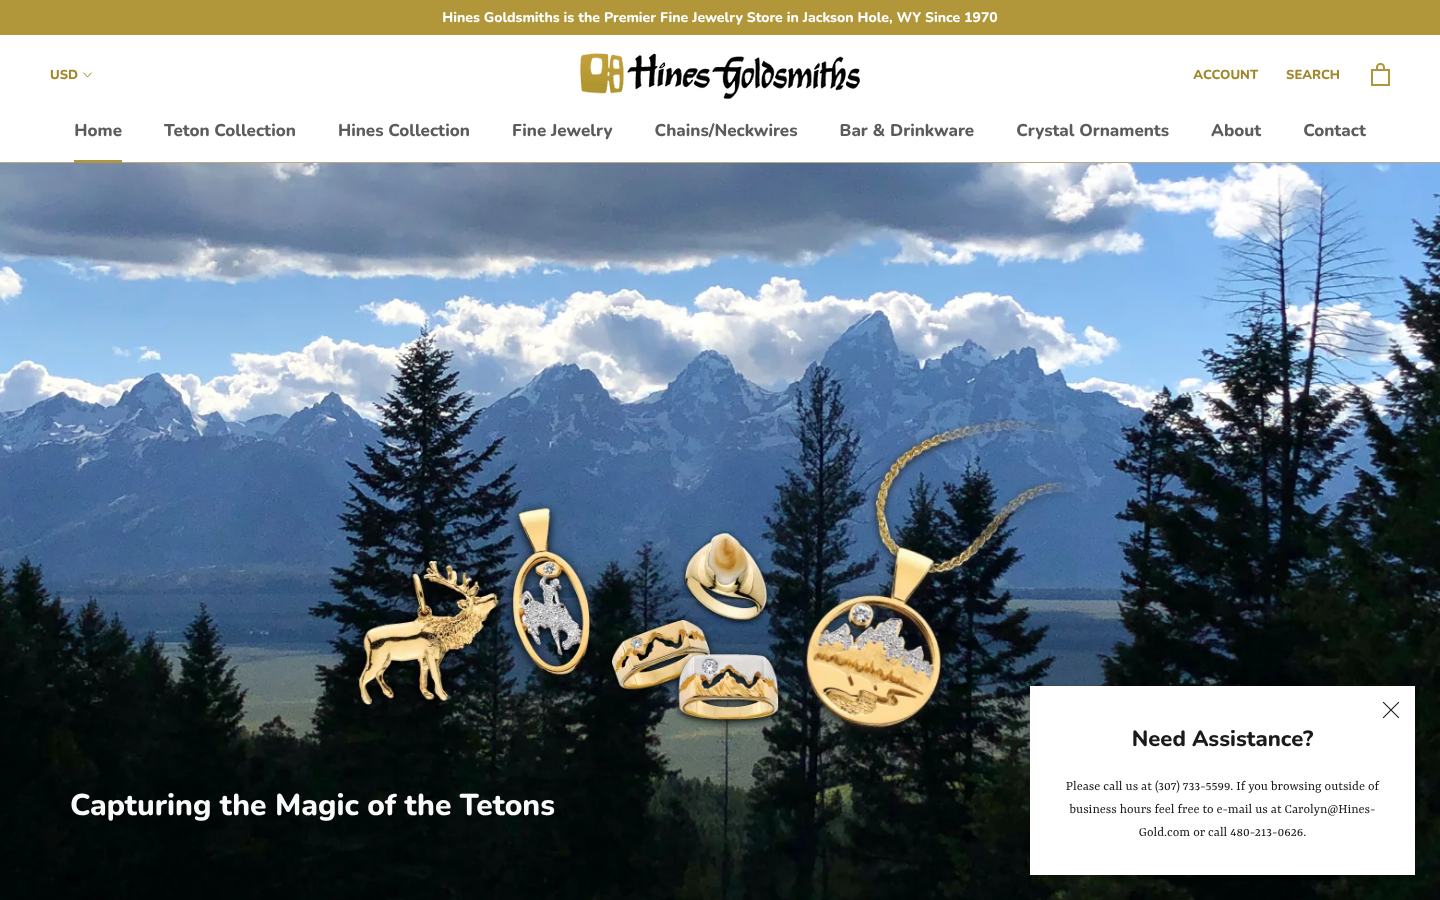 Hines Goldsmiths is the Premier Fine Jewelry Store in Jackson Hole, WY Since 1970
USD
Hines Goldsmiths
ACCOUNT
SEARCH
Home
Teton Collection
Hines Collection
Fine Jewelry
Chains/Neckwires
Bar & Drinkware
Crystal Ornaments
About
Contact
Capturing the Magic of the Tetons
Need Assistance?
Please call us at (307) 733-5599. If you browsing outside of
business hours feel free to e-mail us at Carolyn@Hines-
Gold.com or call 480-213-0626.